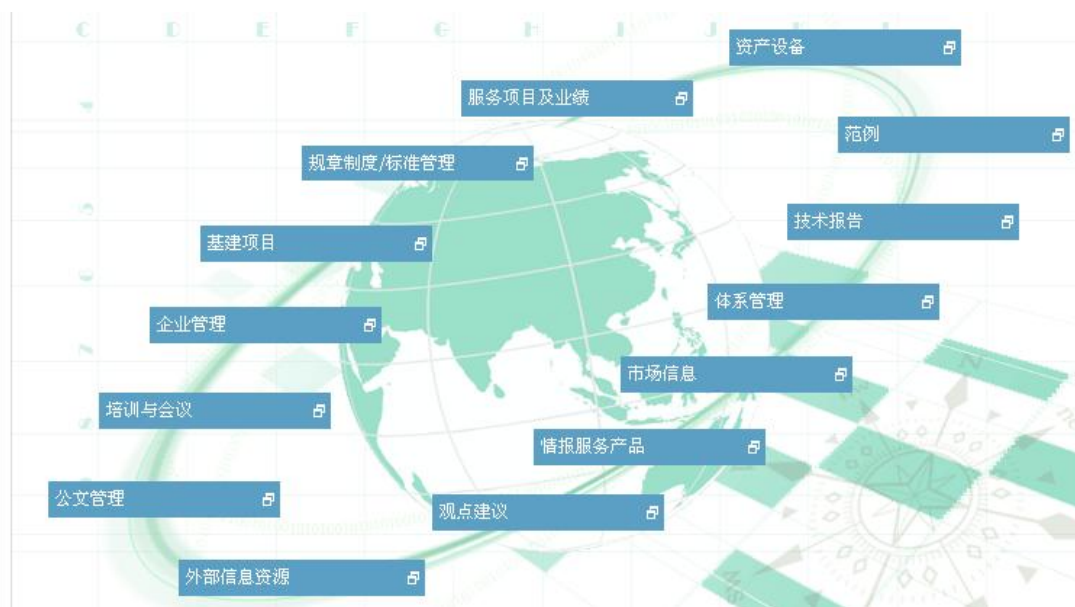 C D E F G H I J K L
资产设备
服务项目及业绩
范例
规章制度/标准管理
技术报告
基建项目
体系管理
企业管理
市场信息
培训与会议
情报服务产品
公文管理
观点建议
外部信息资源